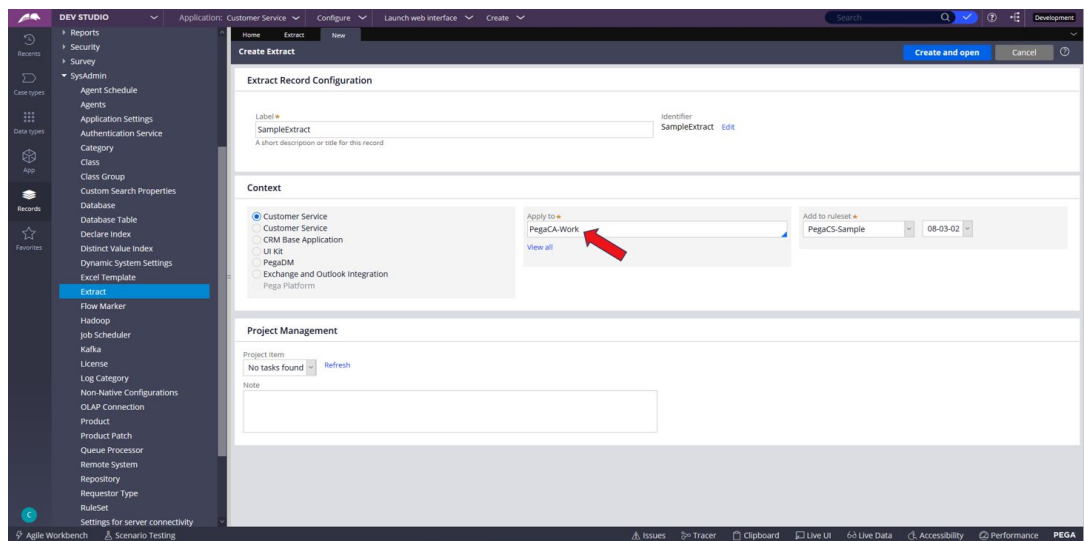 DEV STUDIO
Application: Customer Service
Configure
Launch web interface
Create
Search
Development
Recents
Case types
Data types
App
Records
Favorites
C
Reports
Security
Survey
SysAdmin
Agent Schedule
Agents
Application Settings
Authentication Service
Category
Class
Class Group
Custom Search Properties
Database
Database Table
Declare Index
Distinct Value Index
Dynamic System Settings
Excel Template
Extract
Flow Marker
Hadoop
Job Scheduler
Kafka
License
Log Category
Non-Native Configurations
OLAP Connection
Product
Product Patch
Queue Processor
Remote System
Repository
Requestor Type
RuleSet
Settings for server connectivity
Home
Extract
New
Create Extract
Create and open
Cancel
Extract Record Configuration
Label ★
SampleExtract
A short description or title for this record
Identifier
SampleExtract Edit
Context
Customer Service
Customer Service
CRM Base Application
UI Kit
PegaDM
Exchange and Outlook Integration
Pega Platform
Apply to ★
PegaCA-Work
View all
Add to ruleset ★
PegaCS-Sample
08-03-02
Project Management
Project Item
No tasks found
Refresh
Note
Agile Workbench
Scenario Testing
Issues
Tracer
Clipboard
Live UI
Live Data
Accessibility
Performance
PEGA